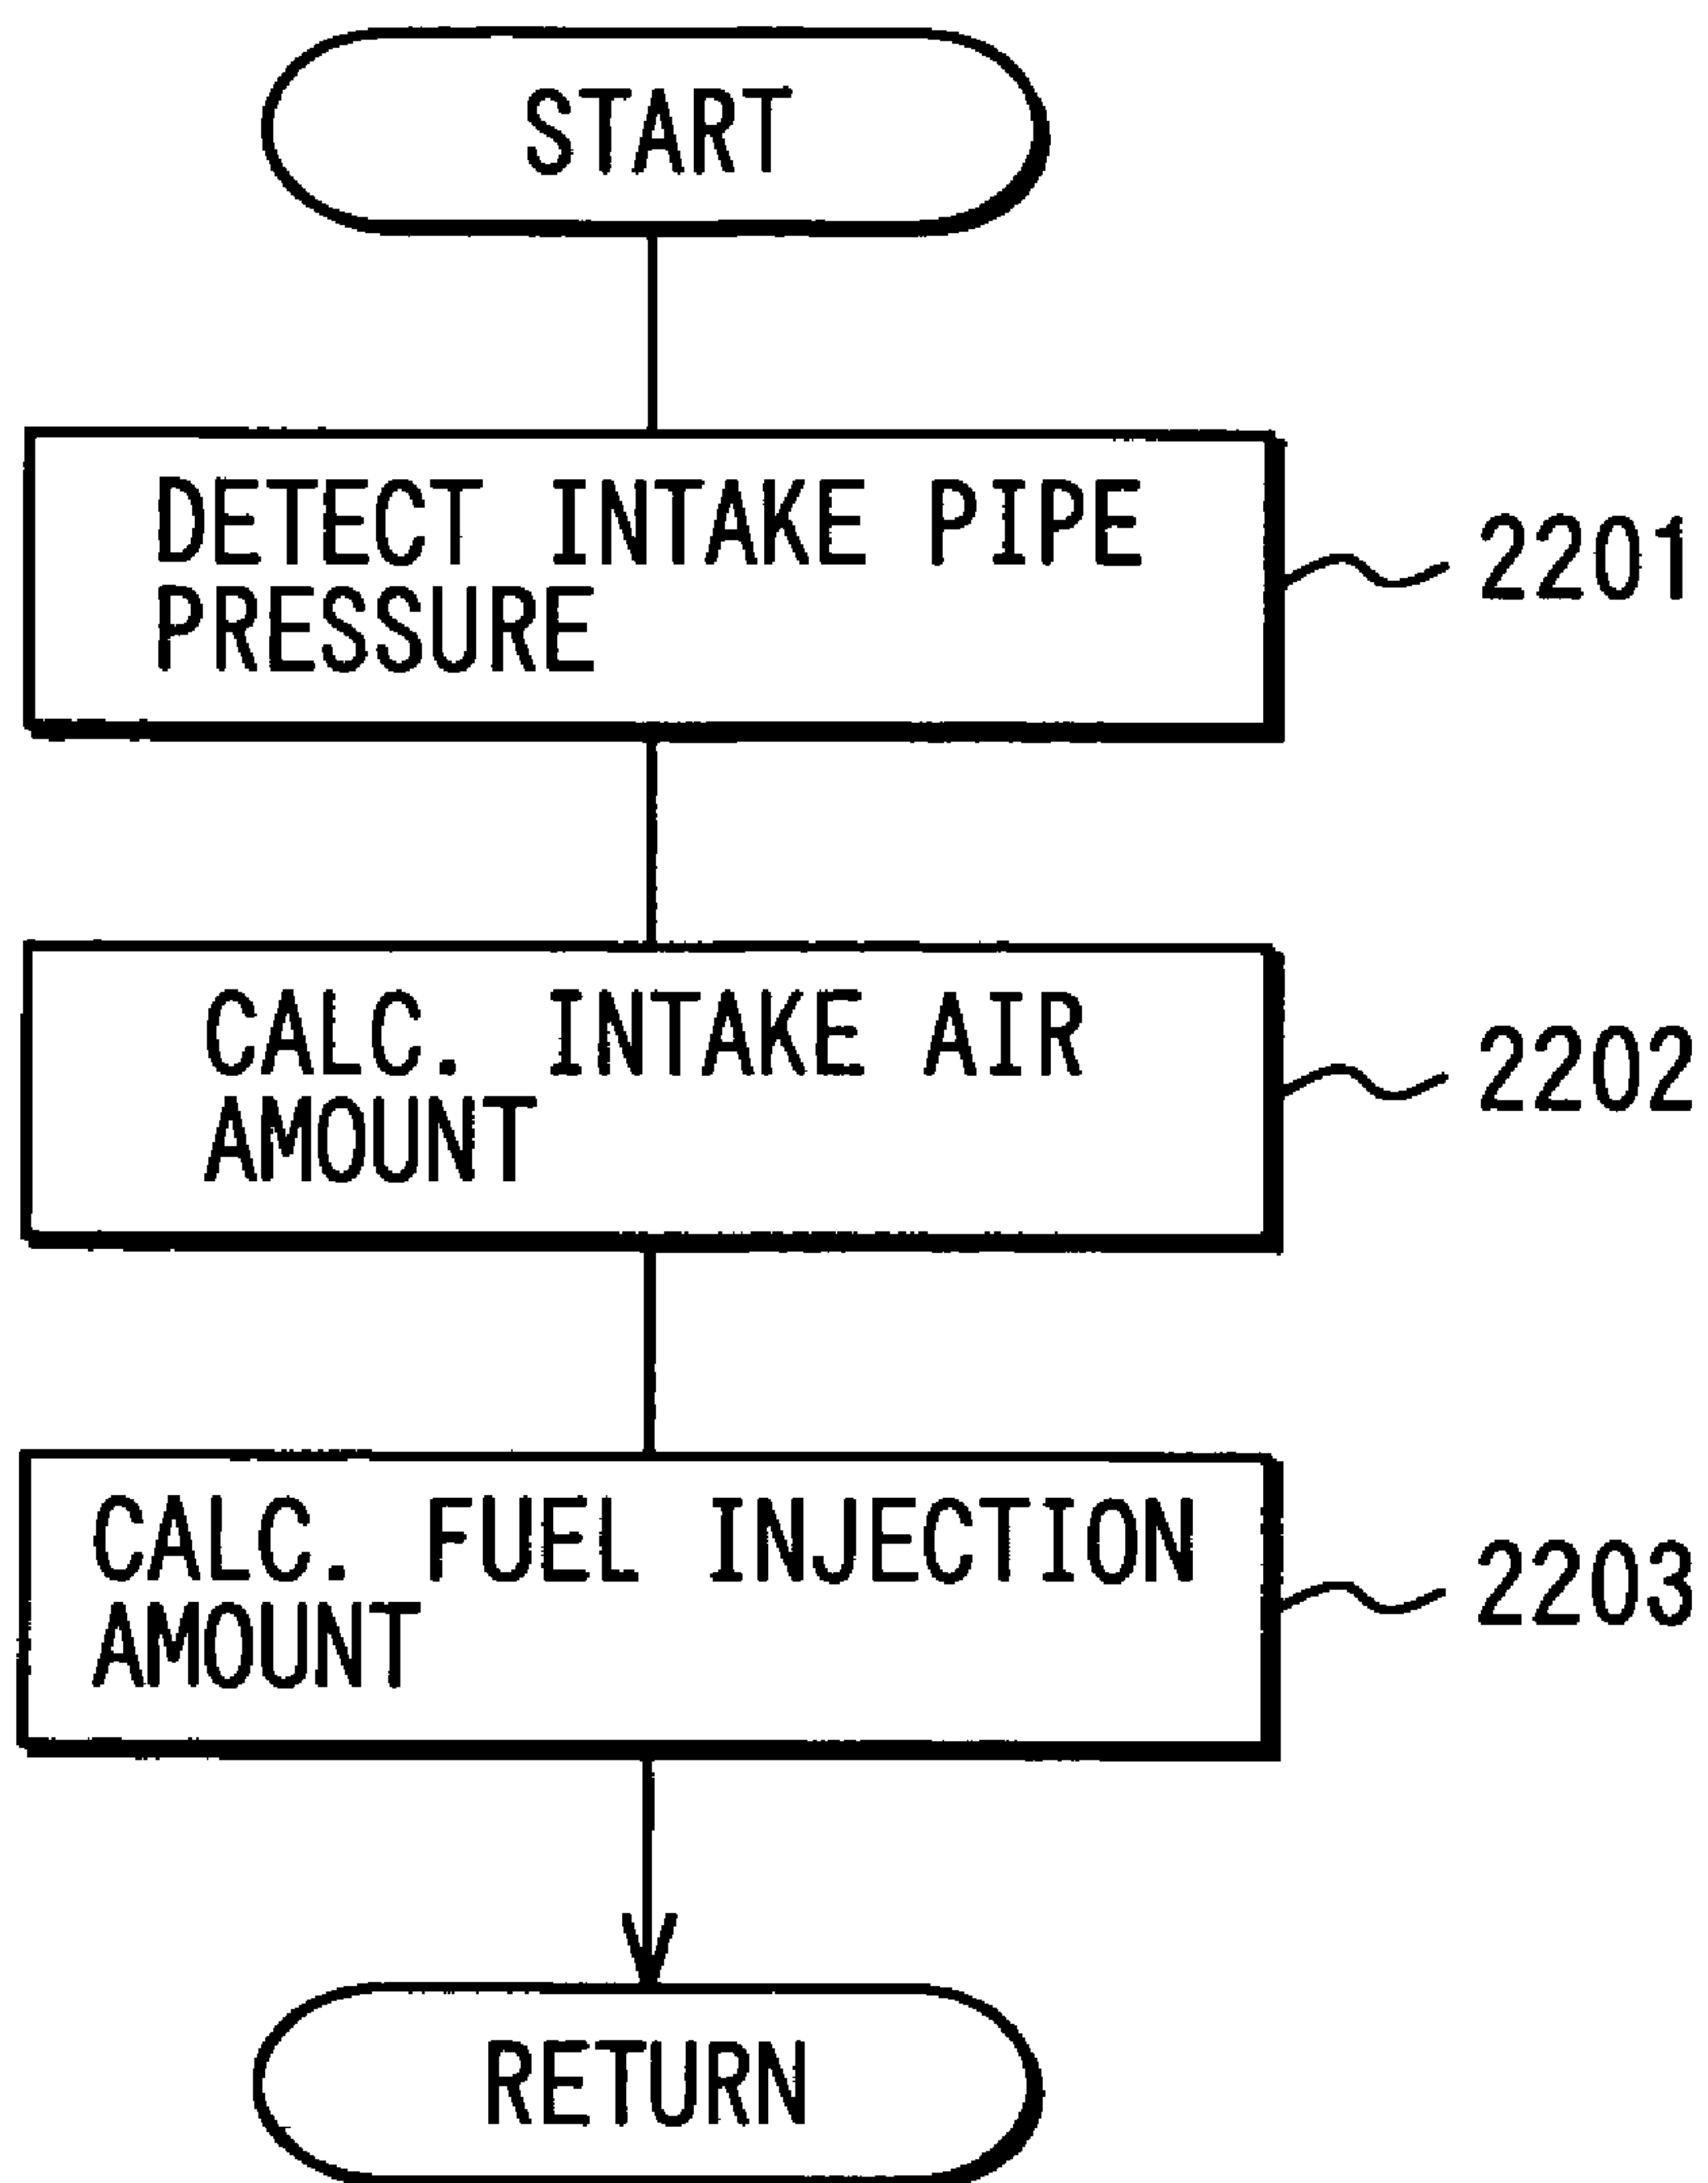 START
DETECT INTAKE PIPE
PRESSURE
2201
CALC. INTAKE AIR
AMOUNT
2202
CALC. FUEL INJECTION
AMOUNT
2203
RETURN